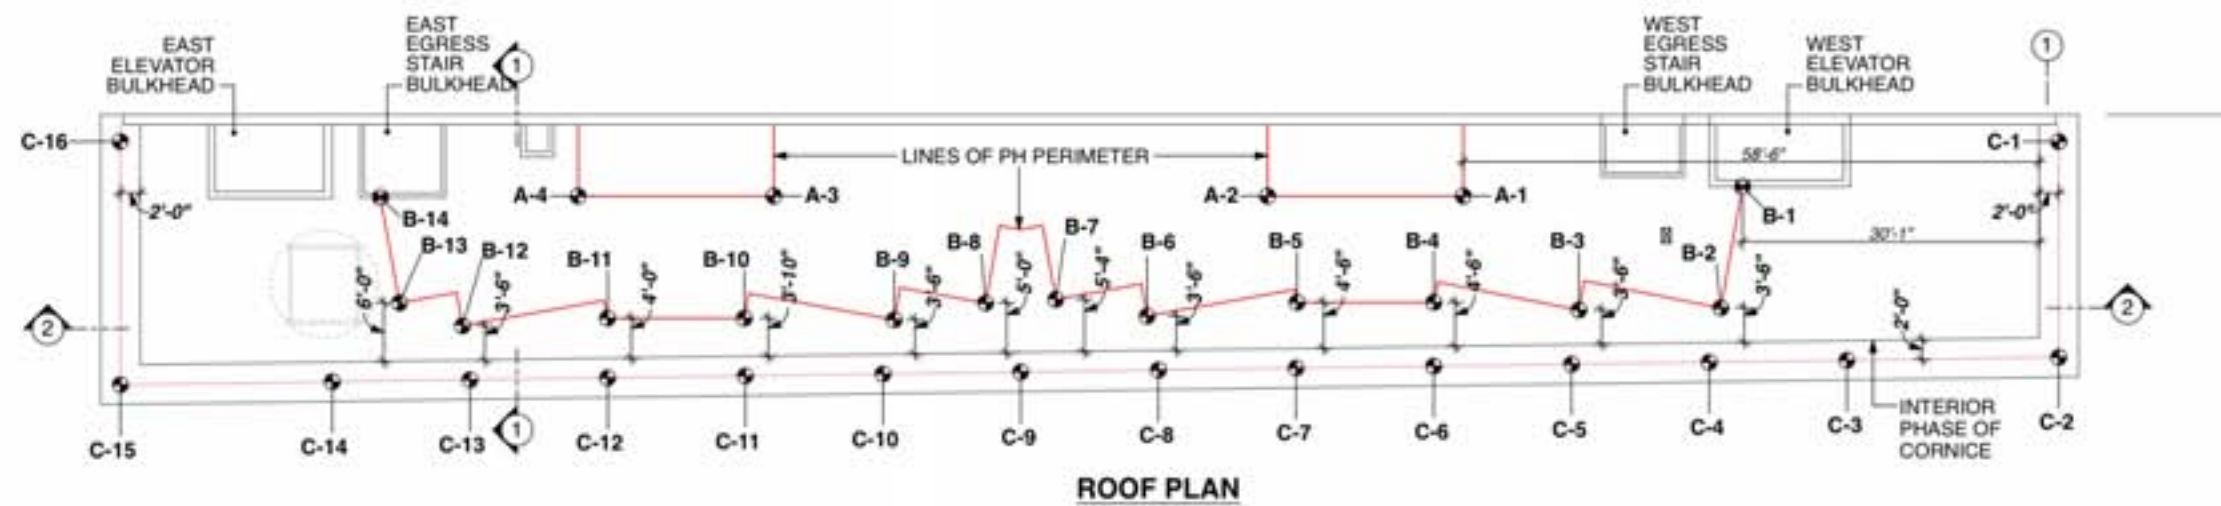 EAST
ELEVATOR
BULKHEAD
EAST
EGRESS
STAIR
BULKHEAD
1
WEST
EGRESS
STAIR
BULKHEAD
WEST
ELEVATOR
BULKHEAD
1
C-16
LINES OF PH PERIMETER
58'-6"
C-1
2'-0"
B-14
A-4
A-3
A-2
A-1
B-1
2'-0"
B-13
B-12
B-11
B-10
B-9
B-8
B-7
B-6
B-5
B-4
B-3
B-2
30'-1"
6'-0"
3'-6"
4'-0"
3'-10"
3'-6"
5'-0"
5'-4"
3'-6"
4'-6"
4'-6"
3'-6"
3'-6"
2'-0"
2
2
C-15
C-14
C-13
1
C-12
C-11
C-10
C-9
C-8
C-7
C-6
C-5
C-4
C-3
INTERIOR
PHASE OF
CORNICE
C-2
ROOF PLAN